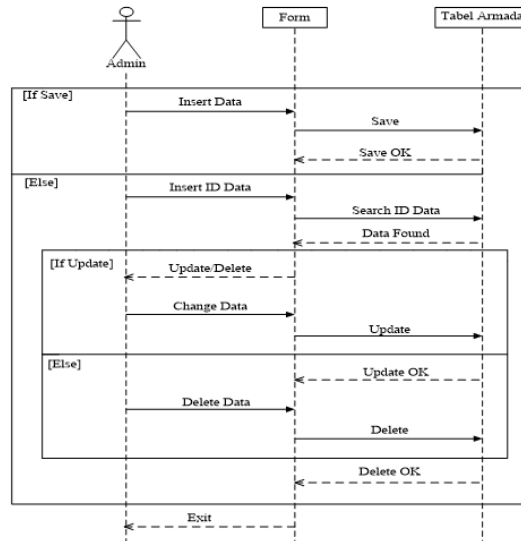 Form
Tabel Armada
Admin
[If Save]
Insert Data
Save
Save OK
[Else]
Insert ID Data
Search ID Data
Data Found
[If Update]
Update/Delete
Change Data
Update
[Else]
Update OK
Delete Data
Delete
Delete OK
Exit